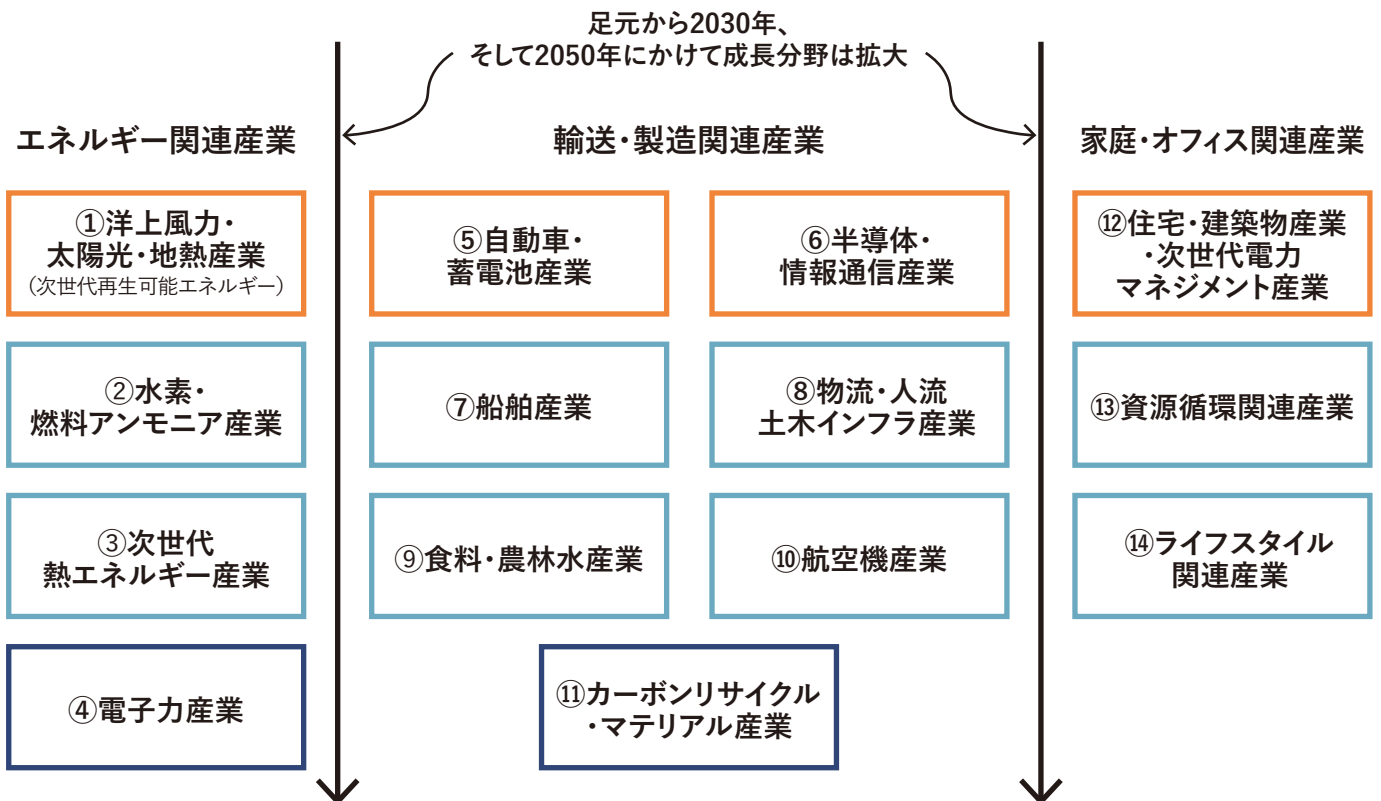 足元から2030年、
そして2050年にかけて成長分野は拡大
エネルギー関連産業
輸送・製造関連産業
家庭・オフィス関連産業
①洋上風力・
太陽光・地熱産業
（次世代再生可能エネルギー）
②水素・
燃料アンモニア産業
③次世代
熱エネルギー産業
④電子力産業
⑤自動車・
蓄電池産業
⑥半導体・
情報通信産業
⑦船舶産業
⑧物流・人流
土木インフラ産業
⑨食料・農林水産業
⑩航空機産業
⑪カーボンリサイクル
・マテリアル産業
⑫住宅・建築物産業
・次世代電力
マネジメント産業
⑬資源循環関連産業
⑭ライフスタイル
関連産業